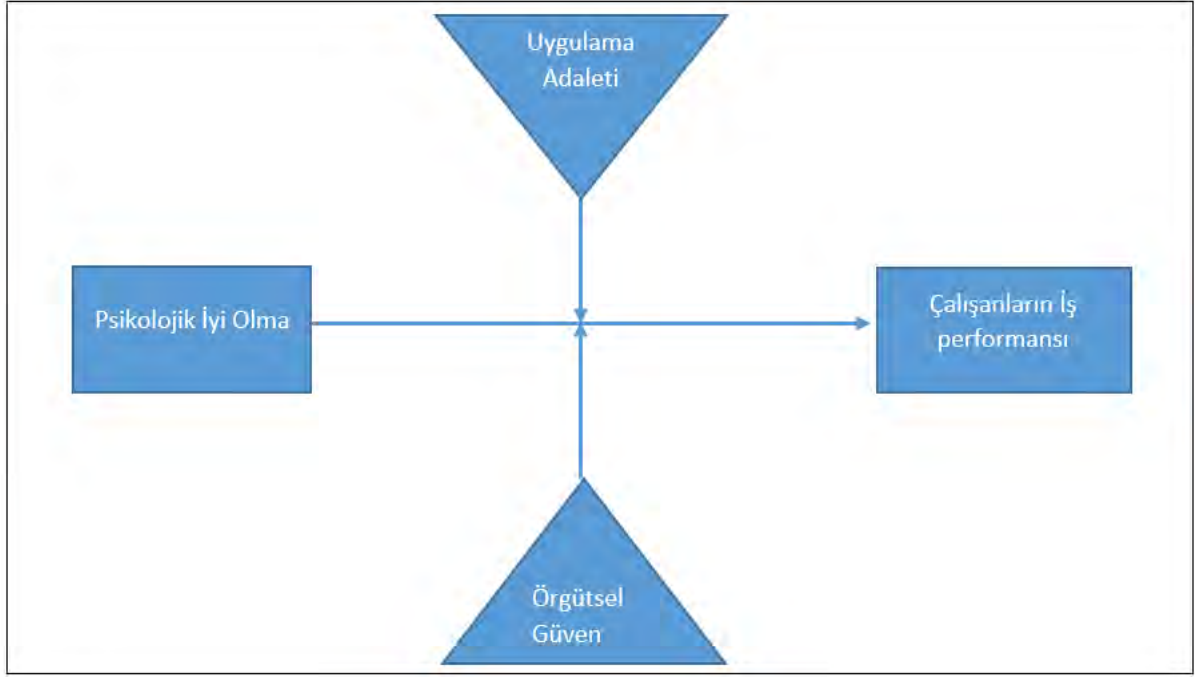 Uygulama
Adaleti
Psikolojik İyi Olma
Çalışanların İş
performansı
Örgütsel
Güven